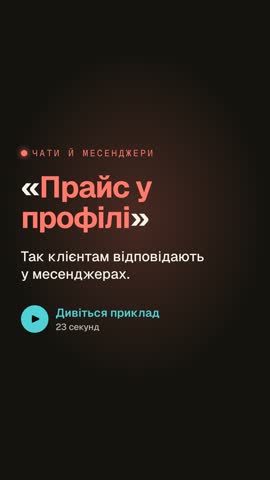 ЧАТИ Й МЕСЕНДЖЕРИ
«Прайс у
профілі»
Так клієнтам відповідають
у месенджерах.
Дивіться приклад
23 секунд